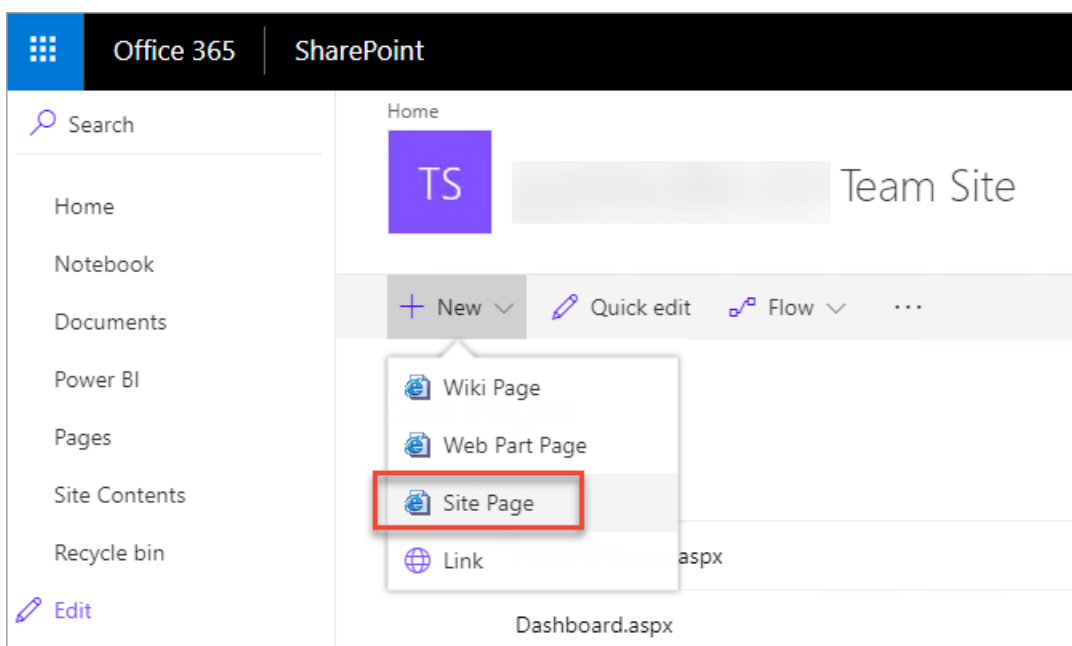 Office 365 SharePoint
Search
Home
Notebook
Documents
Power BI
Pages
Site Contents
Recycle bin
Edit
Home
TS
Team Site
New Quick edit Flow ...
Wiki Page
Web Part Page
Site Page
Link
aspx
Dashboard.aspx